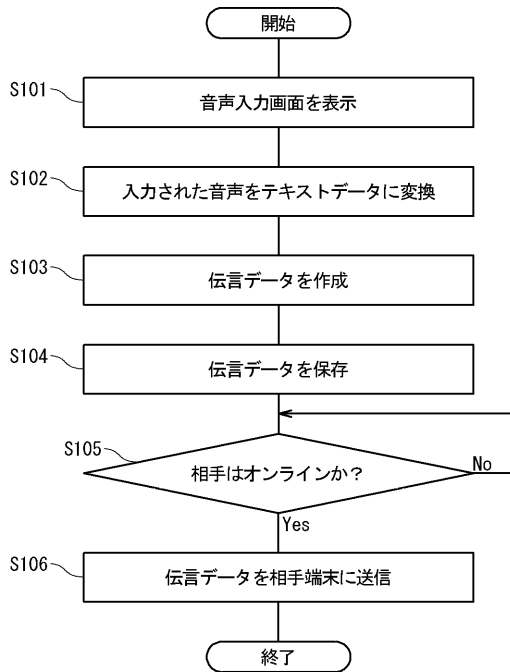 開始
S101
音声入力画面を表示
S102
入力された音声をテキストデータに変換
S103
伝言データを作成
S104
伝言データを保存
S105
相手はオンラインか?
No
Yes
S106
伝言データを相手端末に送信
終了